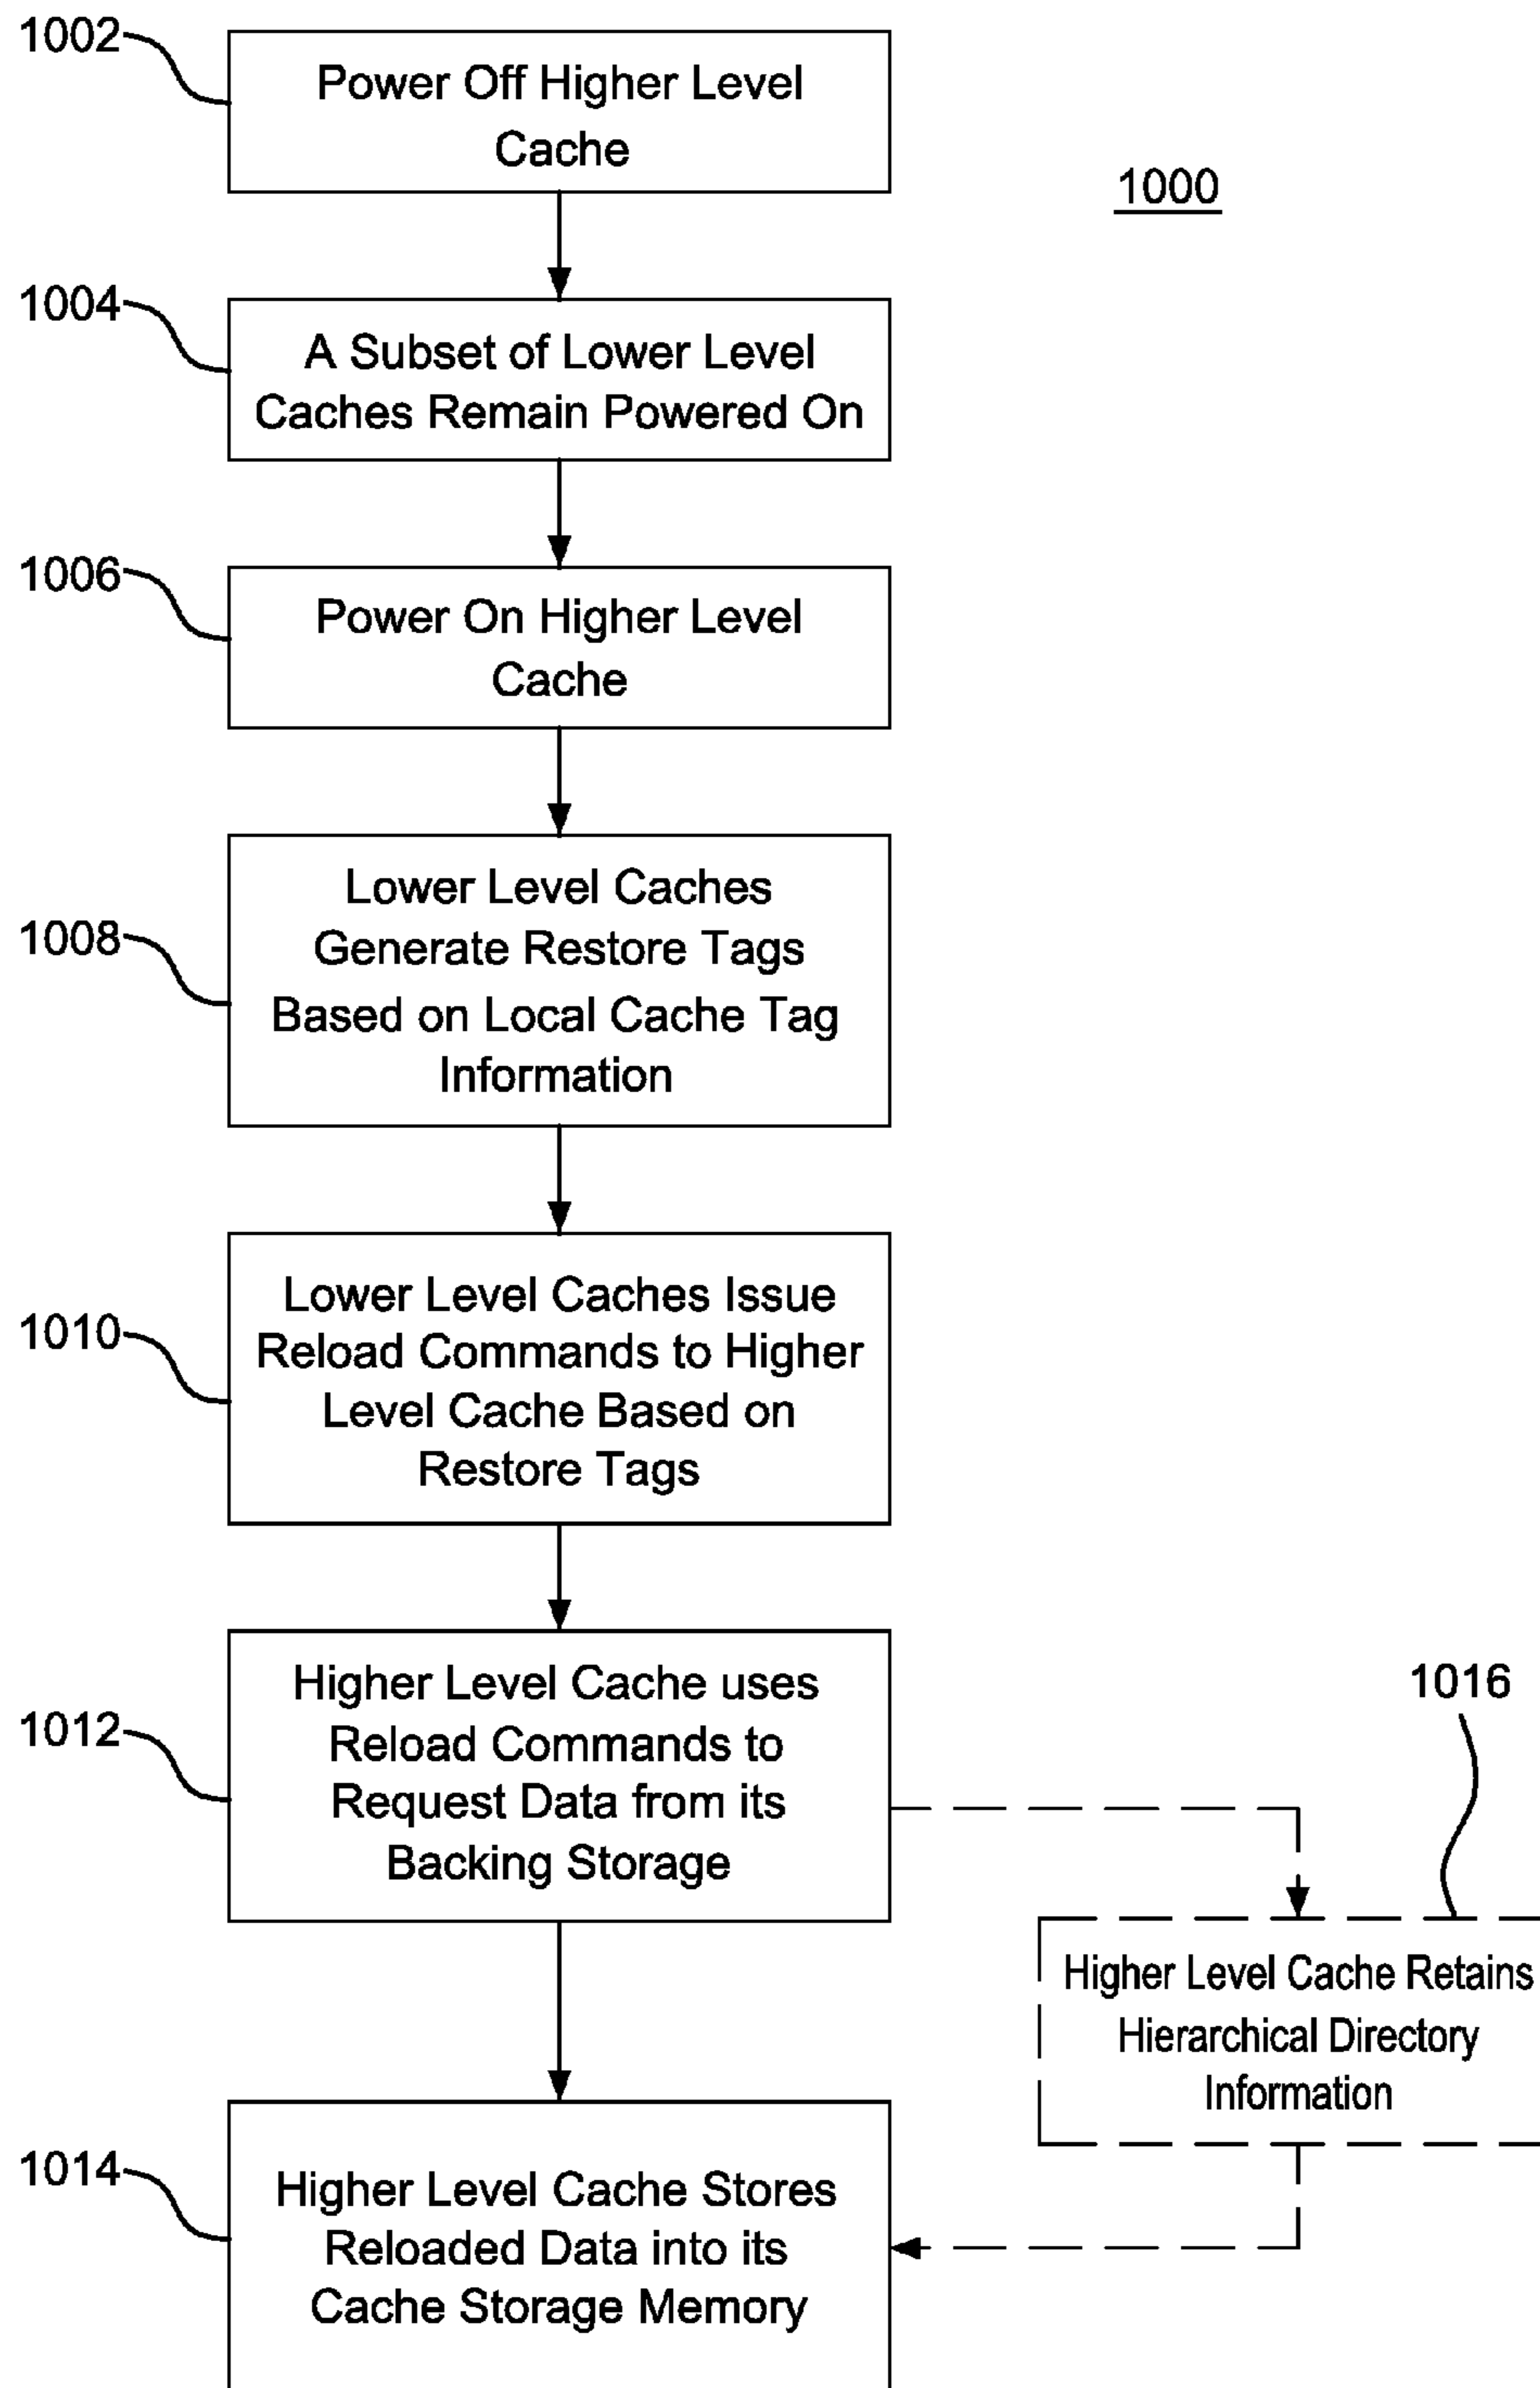 1002
Power Off Higher Level
Cache
1000
1004
A Subset of Lower Level
Caches Remain Powered On
1006
Power On Higher Level
Cache
1008
Lower Level Caches
Generate Restore Tags
Based on Local Cache Tag
Information
1010
Lower Level Caches Issue
Reload Commands to Higher
Level Cache Based on
Restore Tags
1012
Higher Level Cache uses
Reload Commands to
Request Data from its
Backing Storage
1016
Higher Level Cache Retains
Hierarchical Directory
Information
1014
Higher Level Cache Stores
Reloaded Data into its
Cache Storage Memory